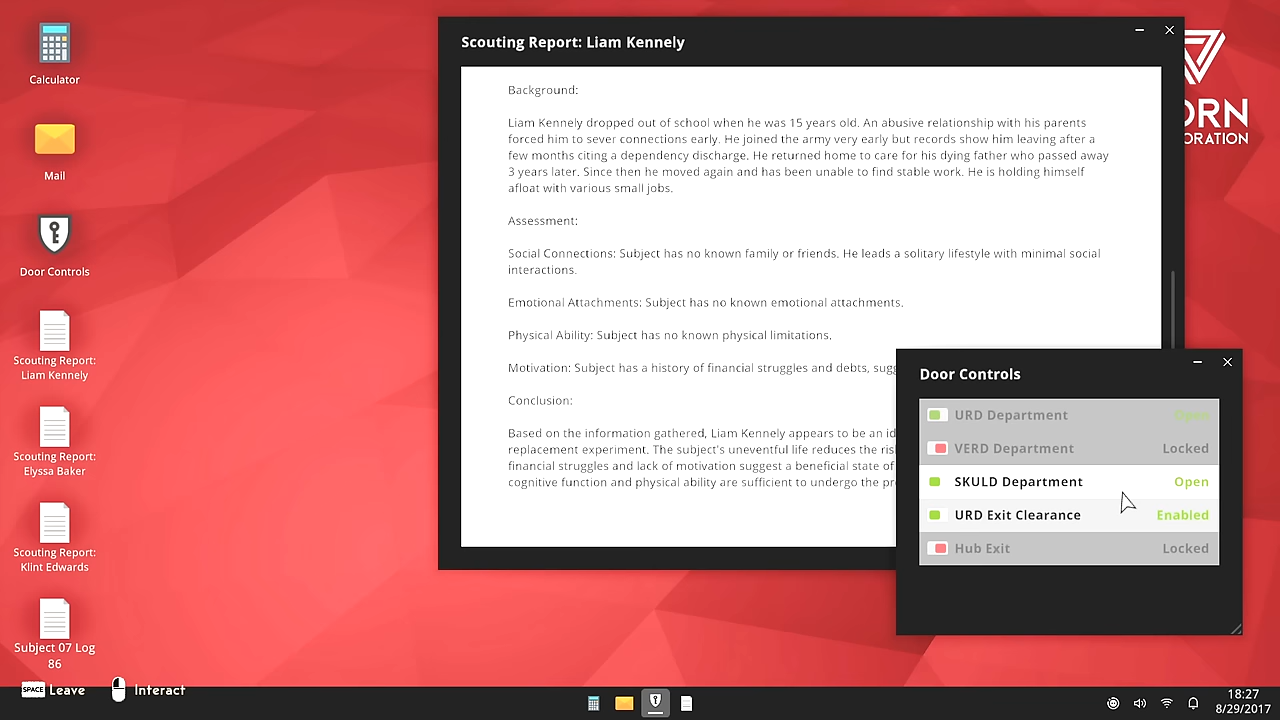 Calculator
Mail
Door Controls
Scouting Report:
Liam Kennely
Scouting Report:
Elyssa Baker
Scouting Report:
Klint Edwards
Subject 07 Log
86
SPACE Leave
Interact
Scouting Report: Liam Kennely
Background:
Liam Kennely dropped out of school when he was 15 years old. An abusive relationship with his parents
forced him to sever connections early. He joined the army very early but records show him leaving after a
few months citing a dependency discharge. He returned home to care for his dying father who passed away
3 years later. Since then he moved again and has been unable to find stable work. He is holding himself
afloat with various small jobs.
Assessment:
Social Connections: Subject has no known family or friends. He leads a solitary lifestyle with minimal social
interactions.
Emotional Attachments: Subject has no known emotional attachments.
Physical Ability: Subject has no known physical limitations.
Motivation: Subject has a history of financial struggles and debts, sugg
Conclusion:
Based on the information gathered, Liam Kennely appears to be an id
replacement experiment. The subject's uneventful life reduces the ris
financial struggles and lack of motivation suggest a beneficial state of
cognitive function and physical ability are sufficient to undergo the pr
ORN
ORATION
Door Controls
URD Department Open
VERD Department Locked
SKULD Department Open
URD Exit Clearance Enabled
Hub Exit Locked
18:27
8/29/2017